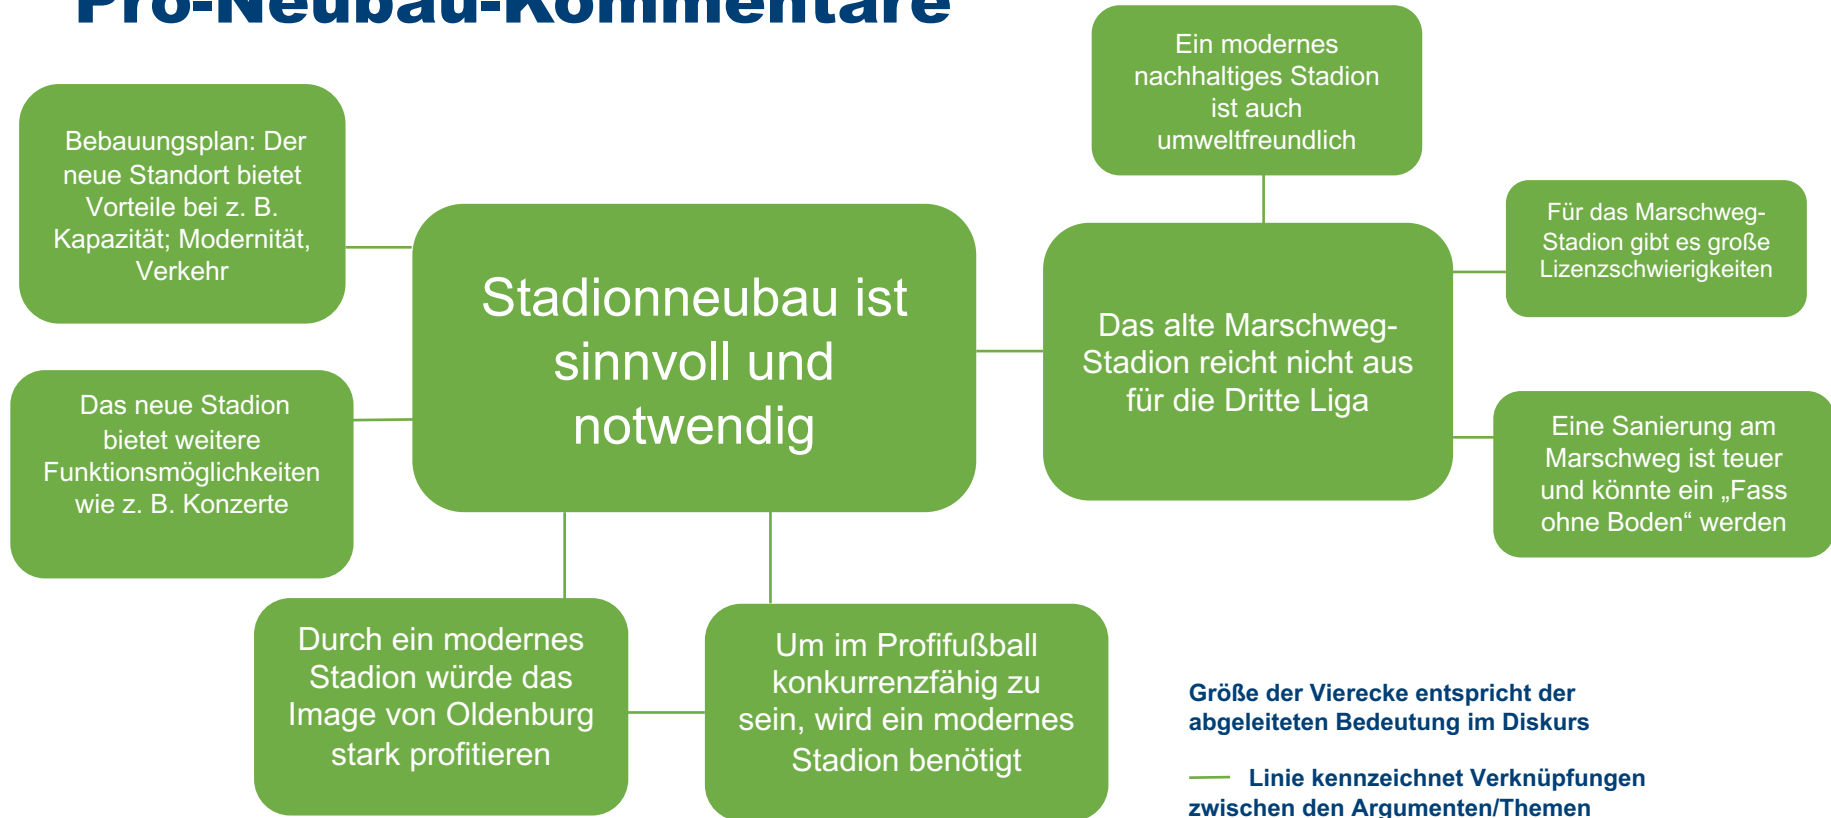 Pro-Neubau-Kommentare
Ein modernes
nachhaltiges Stadion
ist auch
umweltfreundlich
Bebauungsplan: Der
neue Standort bietet
Vorteile bei z. B.
Kapazität; Modernität,
Verkehr
Für das Marschweg-
Stadion gibt es große
Lizenzschwierigkeiten
Stadionneubau ist
sinnvoll und
notwendig
Das alte Marschweg-
Stadion reicht nicht aus
für die Dritte Liga
Das neue Stadion
bietet weitere
Funktionsmöglichkeiten
wie z. B. Konzerte
Eine Sanierung am
Marschweg ist teuer
und könnte ein „Fass
ohne Boden“ werden
Durch ein modernes
Stadion würde das
Image von Oldenburg
stark profitieren
Um im Profifußball
konkurrenzfähig zu
sein, wird ein modernes
Stadion benötigt
Größe der Vierecke entspricht der
abgeleiteten Bedeutung im Diskurs
Linie kennzeichnet Verknüpfungen
zwischen den Argumenten/Themen